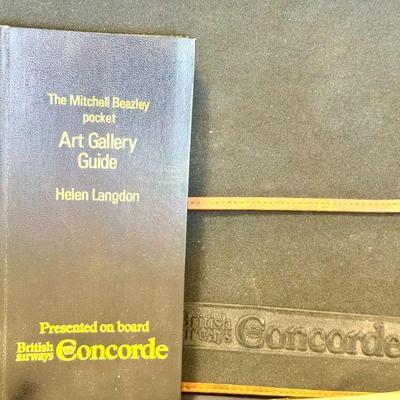 The Mitchell Beazley
pocket
Art Gallery
Guide
Helen Langdon
Presented on board
British
airways Concorde
British
airways Concorde